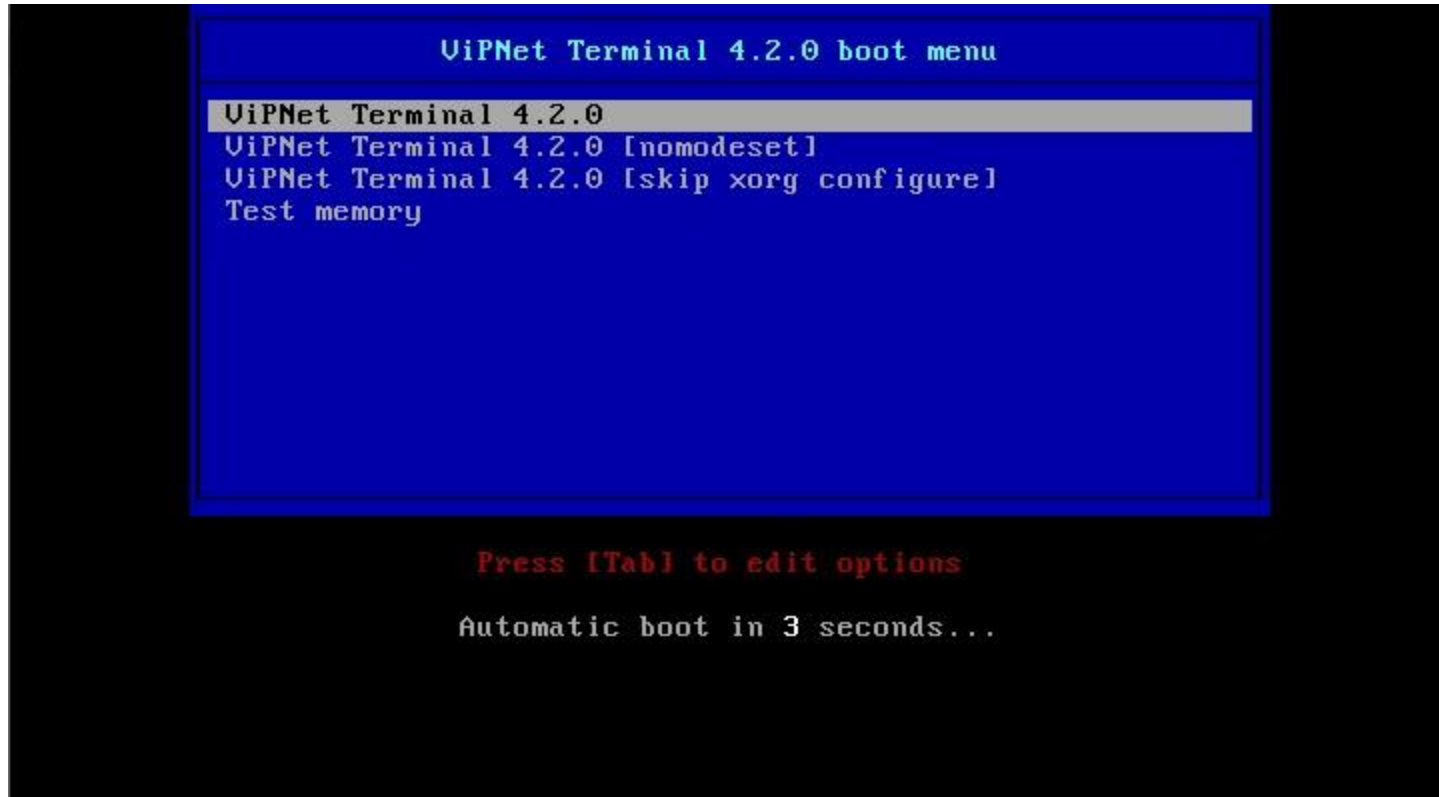 ViPNet Terminal 4.2.0 boot menu
ViPNet Terminal 4.2.0
ViPNet Terminal 4.2.0 [nomodeset]
ViPNet Terminal 4.2.0 [skip xorg configure]
Test memory
Press [Tab] to edit options
Automatic boot in 3 seconds...